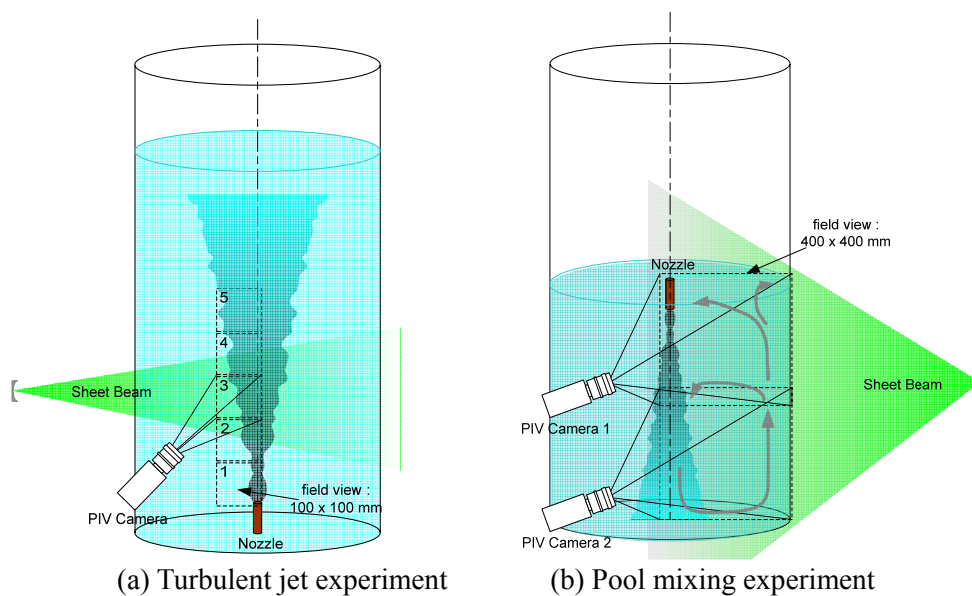 5
4
3
2
1
Sheet Beam
PIV Camera
field view :
100 x 100 mm
Nozzle
(a) Turbulent jet experiment
field view :
400 x 400 mm
Nozzle
Sheet Beam
PIV Camera 1
PIV Camera 2
(b) Pool mixing experiment